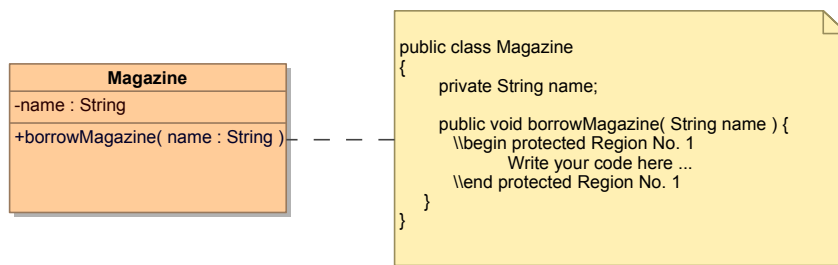 Magazine
-name : String
+borrowMagazine( name : String )
public class Magazine
{
private String name;
public void borrowMagazine( String name ) {
\\begin protected Region No. 1
Write your code here ...
\\end protected Region No. 1
}
}